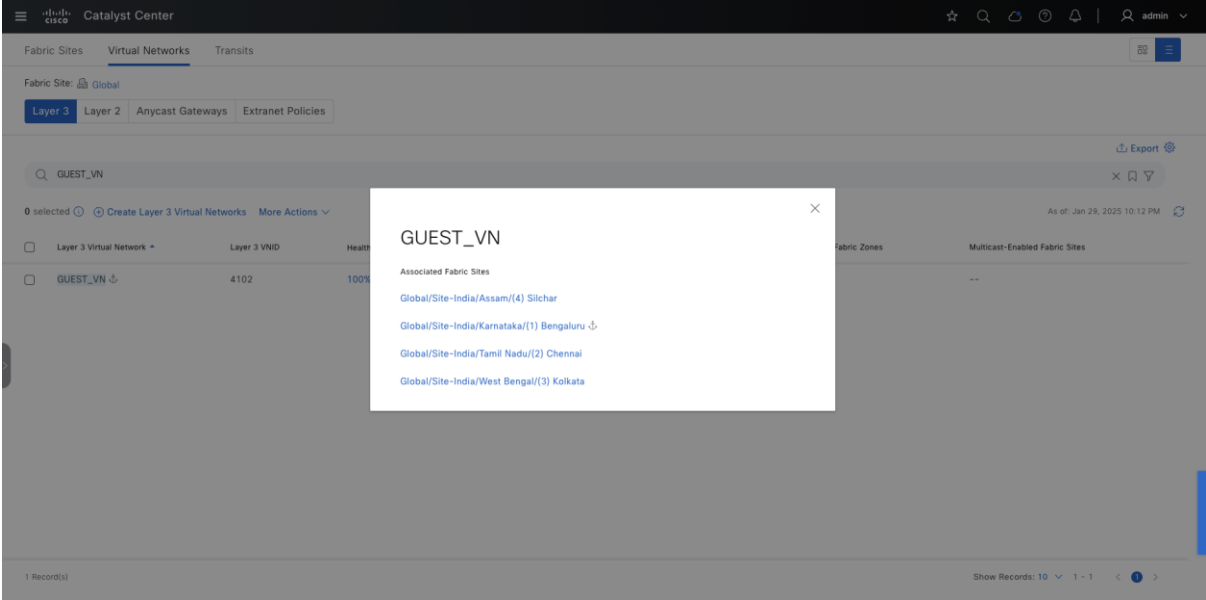 CISCO Catalyst Center admin
Fabric Sites Virtual Networks Transits
Fabric Site: Global
Layer 3 Layer 2 Anycast Gateways Extranet Policies
Export
GUEST_VN
0 selected Create Layer 3 Virtual Networks More Actions As of: Jan 29, 2025 10:12 PM
Layer 3 Virtual Network Layer 3 VNID Health Fabric Zones Multicast-Enabled Fabric Sites
GUEST_VN 4102 100% --
GUEST_VN
Associated Fabric Sites
Global/Site-India/Assam/(4) Silchar
Global/Site-India/Karnataka/(1) Bengaluru
Global/Site-India/Tamil Nadu/(2) Chennai
Global/Site-India/West Bengal/(3) Kolkata
1 Record(s) Show Records: 10 1 - 1 1